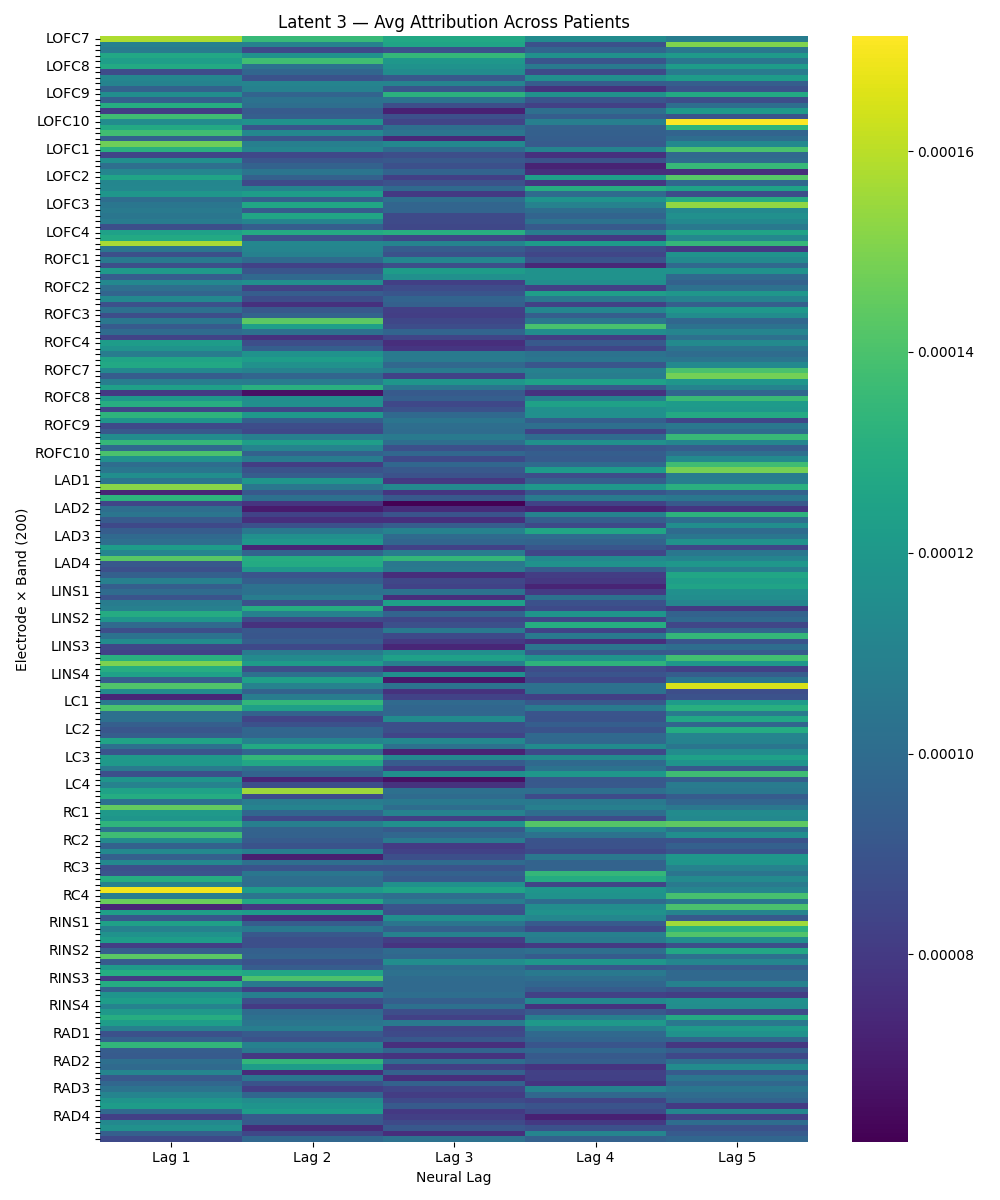 Latent 3 — Avg Attribution Across Patients
LOFC7
LOFC8
LOFC9
LOFC10
LOFC1
LOFC2
LOFC3
LOFC4
ROFC1
ROFC2
ROFC3
ROFC4
ROFC7
ROFC8
ROFC9
ROFC10
LAD1
LAD2
LAD3
LAD4
LINS1
LINS2
LINS3
LINS4
LC1
LC2
LC3
LC4
RC1
RC2
RC3
RC4
RINS1
RINS2
RINS3
RINS4
RAD1
RAD2
RAD3
RAD4
Electrode × Band (200)
Lag 1 Lag 2 Lag 3 Lag 4 Lag 5
Neural Lag
0.00016
0.00014
0.00012
0.00010
0.00008